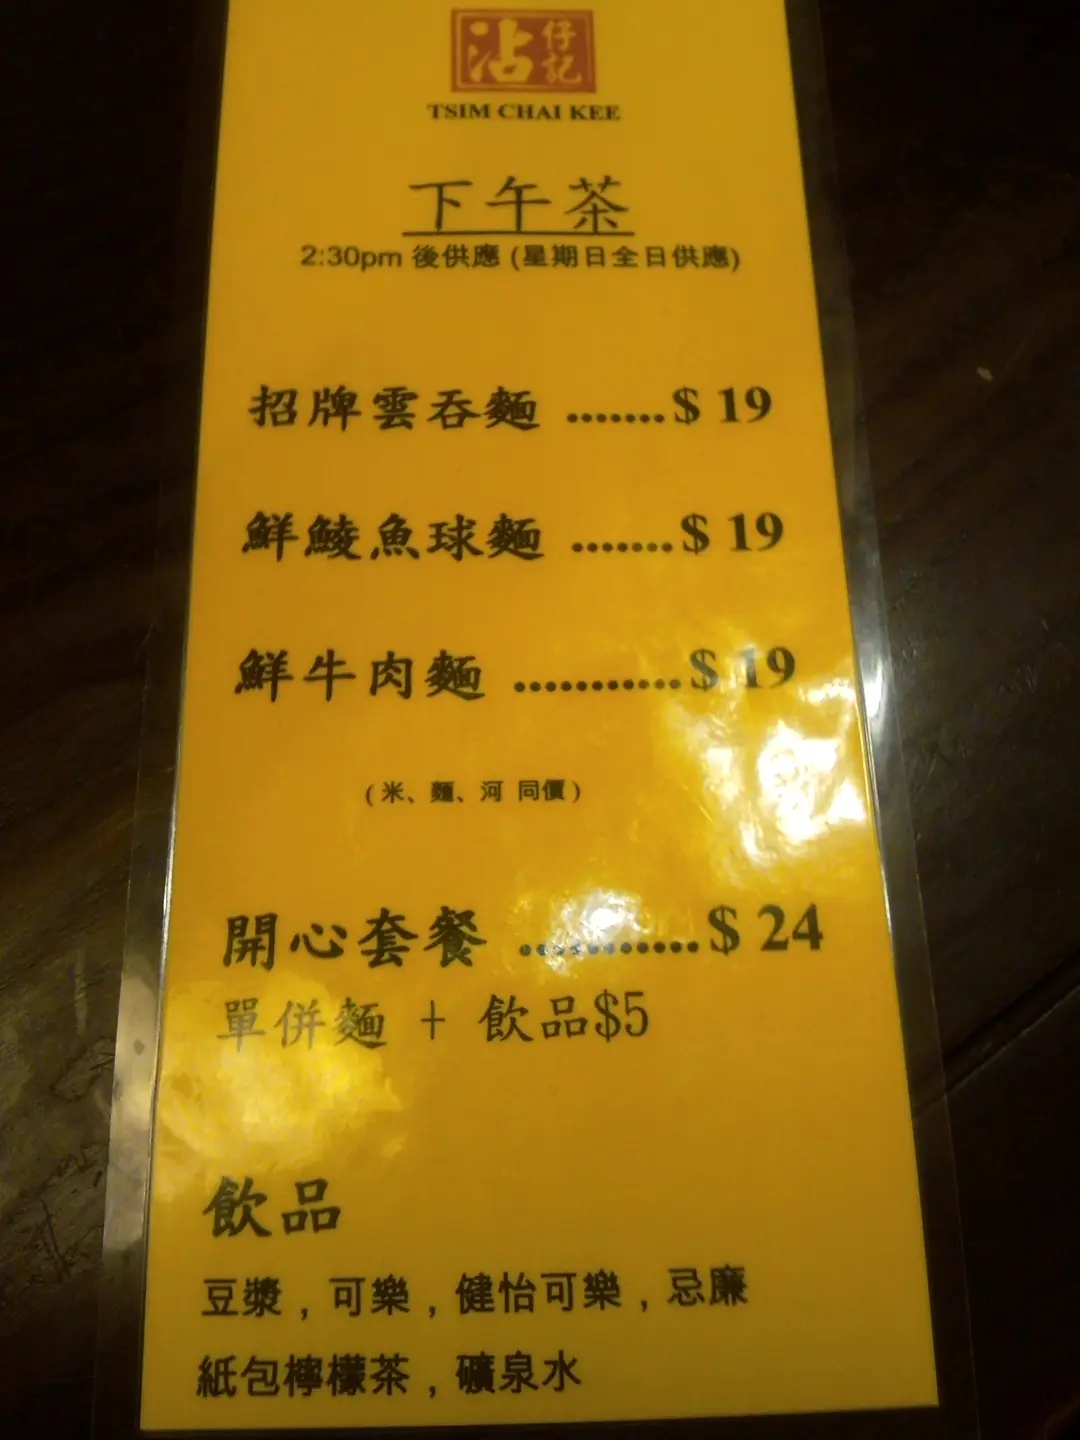 沾仔記
TSIM CHAI KEE
下午茶
2:30pm 後供應 (星期日全日供應)
招牌雲吞麵 .......$ 19
鮮鯪魚球麵 .......$ 19
鮮牛肉麵 ...........$ 19
( 米、麵、河 同價 )
開心套餐 ............$ 24
單併麵 + 飲品$5
飲品
豆漿 , 可樂 , 健怡可樂 , 忌廉
紙包檸檬茶 , 礦泉水